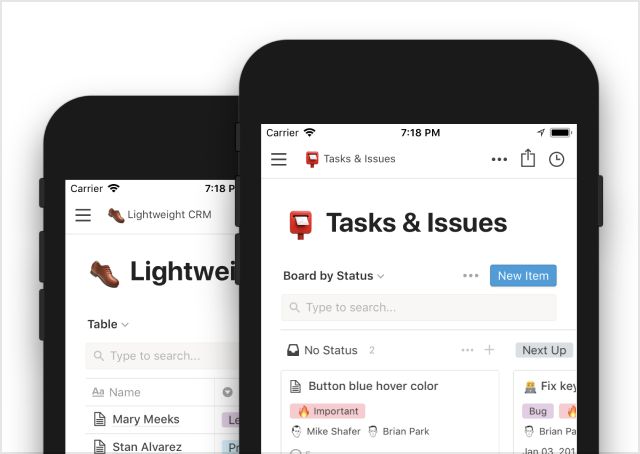 Carrier
7:18 PM
Tasks & Issues
Tasks & Issues
Board by Status
New Item
Type to search...
No Status 2
Next Up
Button blue hover color
Important
Mike Shafer Brian Park
Fix key
Bug
Brian Pa
Jan 03, 201
Carrier
7:18 P
Lightweight CRM
Lightwei
Table
Type to search...
Aa Name
Mary Meeks
Le
Stan Alvarez
Pr